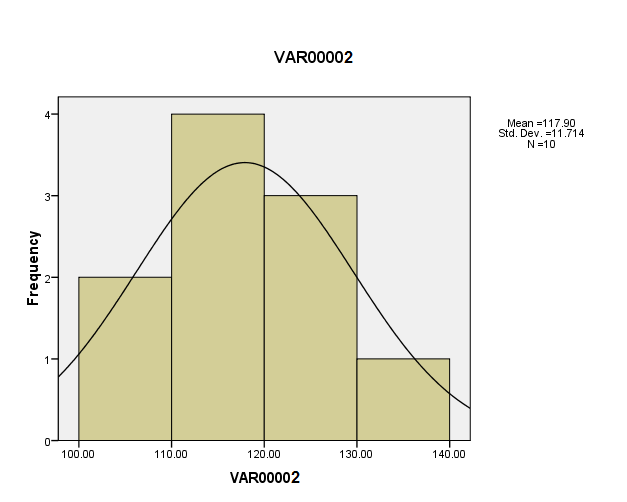 VAR00002
Mean =117.90
Std. Dev. =11.714
N =10
Frequency
4
3
2
1
0
100.00 110.00 120.00 130.00 140.00
VAR00002